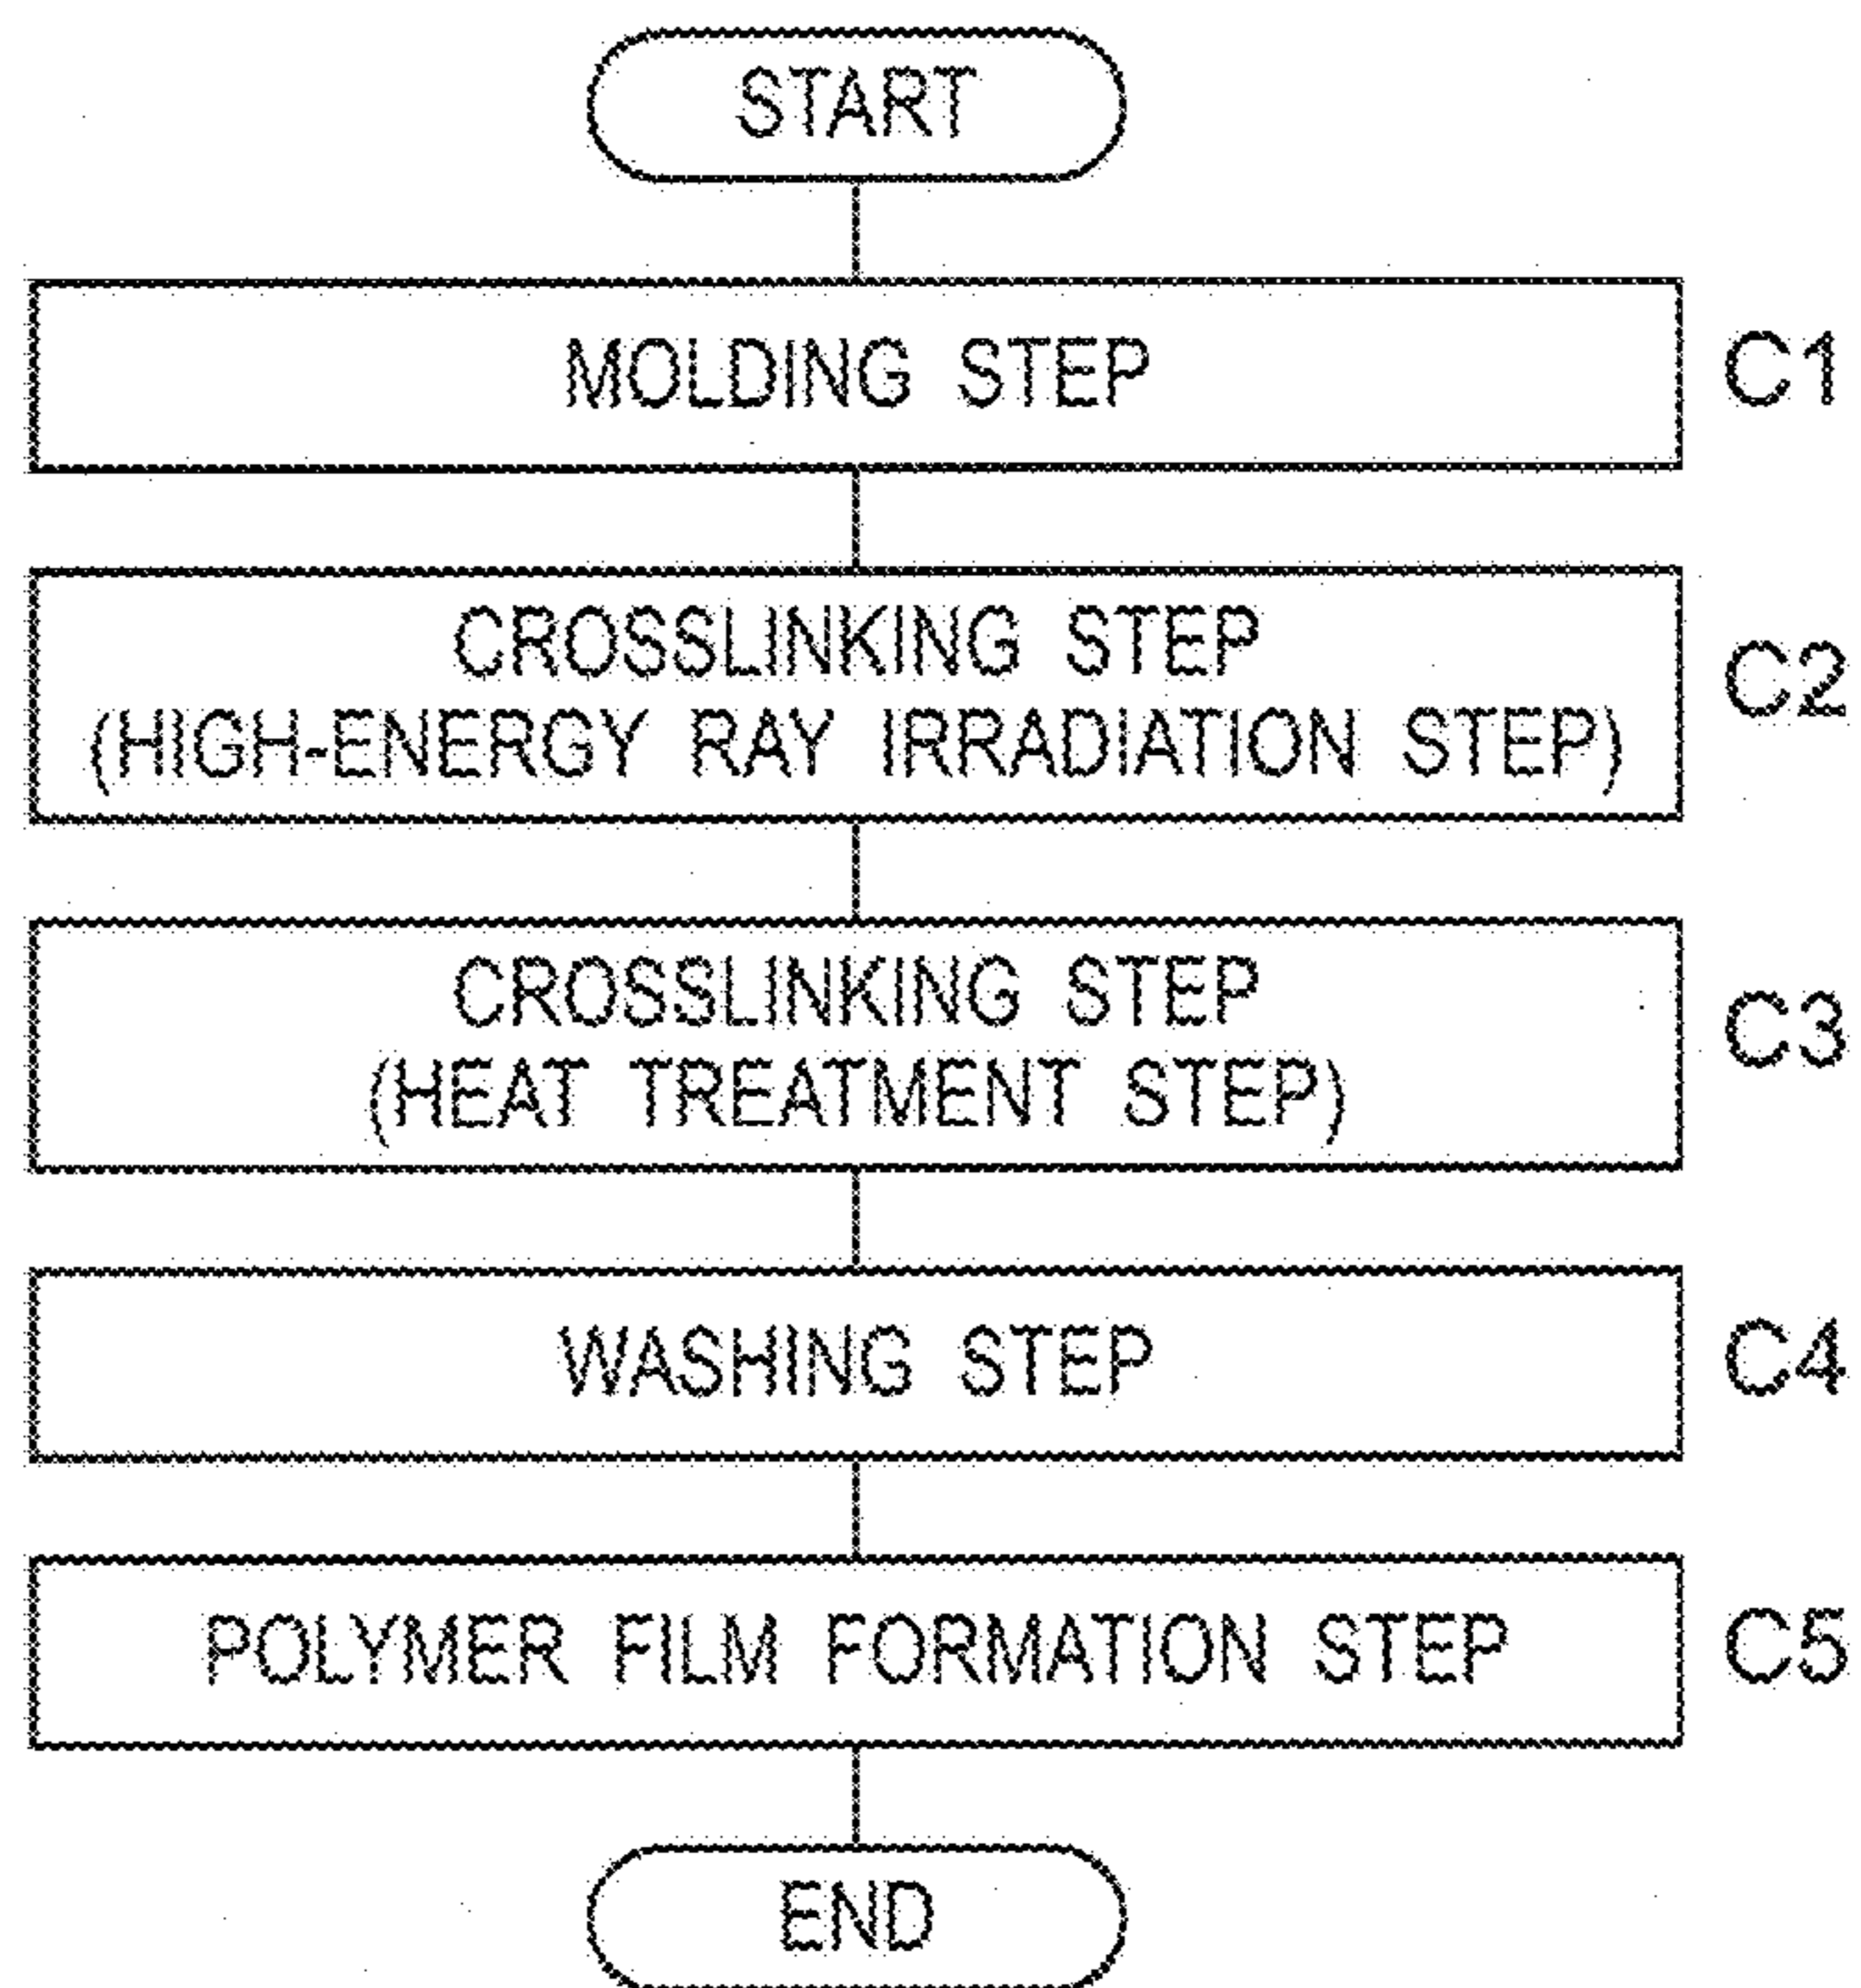 START
MOLDING STEP
C1
CROSSLINKING STEP
(HIGH-ENERGY RAY IRRADIATION STEP)
C2
CROSSLINKING STEP
(HEAT TREATMENT STEP)
C3
WASHING STEP
C4
POLYMER FILM FORMATION STEP
C5
END